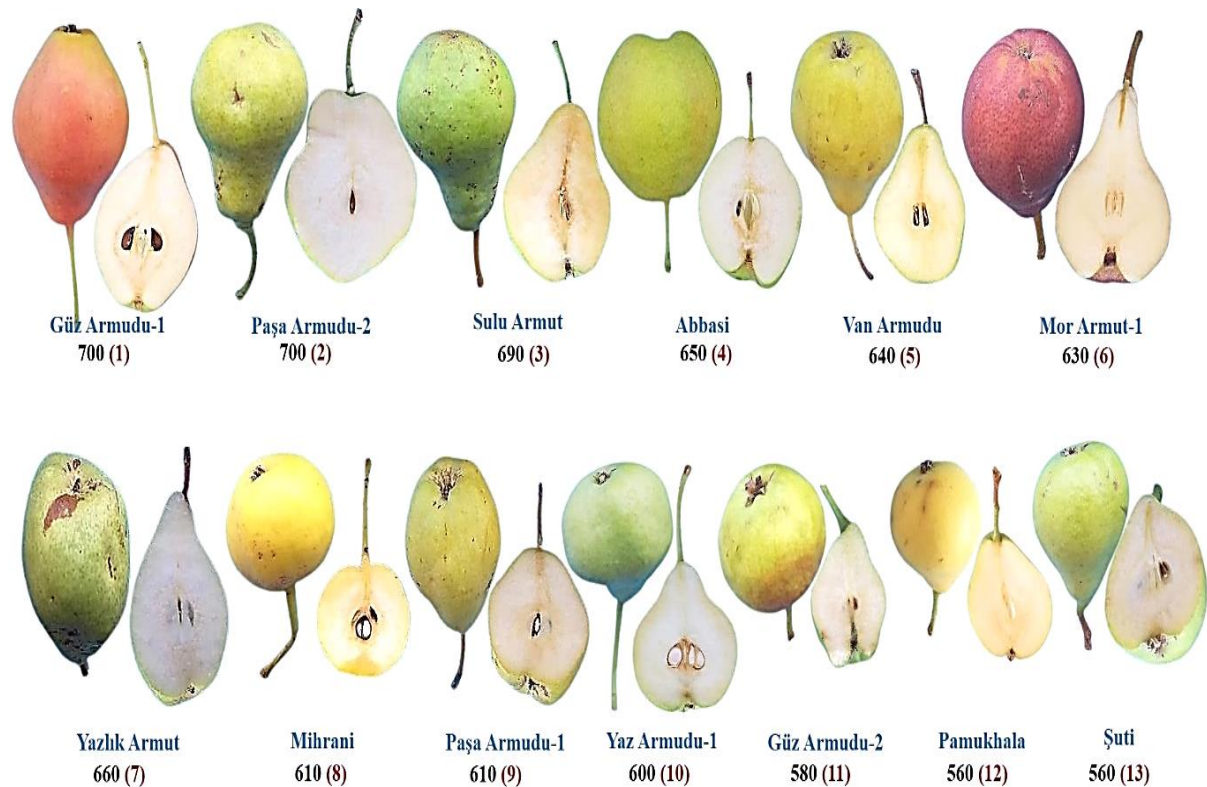 Güz Armudu-1 Paşa Armudu-2 Sulu Armut Abbasi Van Armudu Mor Armut-1
700 (1) 700 (2) 690 (3) 650 (4) 640 (5) 630 (6)
Yazlık Armut Mihrani Paşa Armudu-1 Yaz Armudu-1 Güz Armudu-2 Pamukhala Şuti
660 (7) 610 (8) 610 (9) 600 (10) 580 (11) 560 (12) 560 (13)